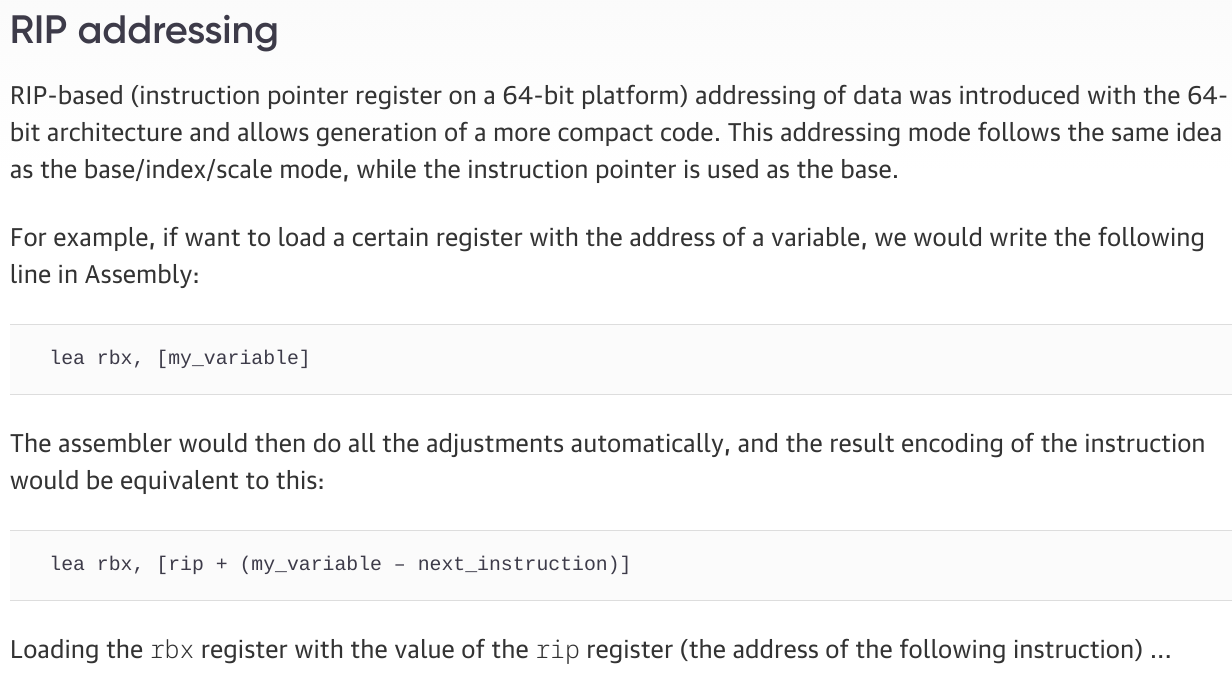 RIP addressing
RIP-based (instruction pointer register on a 64-bit platform) addressing of data was introduced with the 64-
bit architecture and allows generation of a more compact code. This addressing mode follows the same idea
as the base/index/scale mode, while the instruction pointer is used as the base.
For example, if want to load a certain register with the address of a variable, we would write the following
line in Assembly:
lea rbx, [my_variable]
The assembler would then do all the adjustments automatically, and the result encoding of the instruction
would be equivalent to this:
lea rbx, [rip + (my_variable – next_instruction)]
Loading the rbx register with the value of the rip register (the address of the following instruction) ...